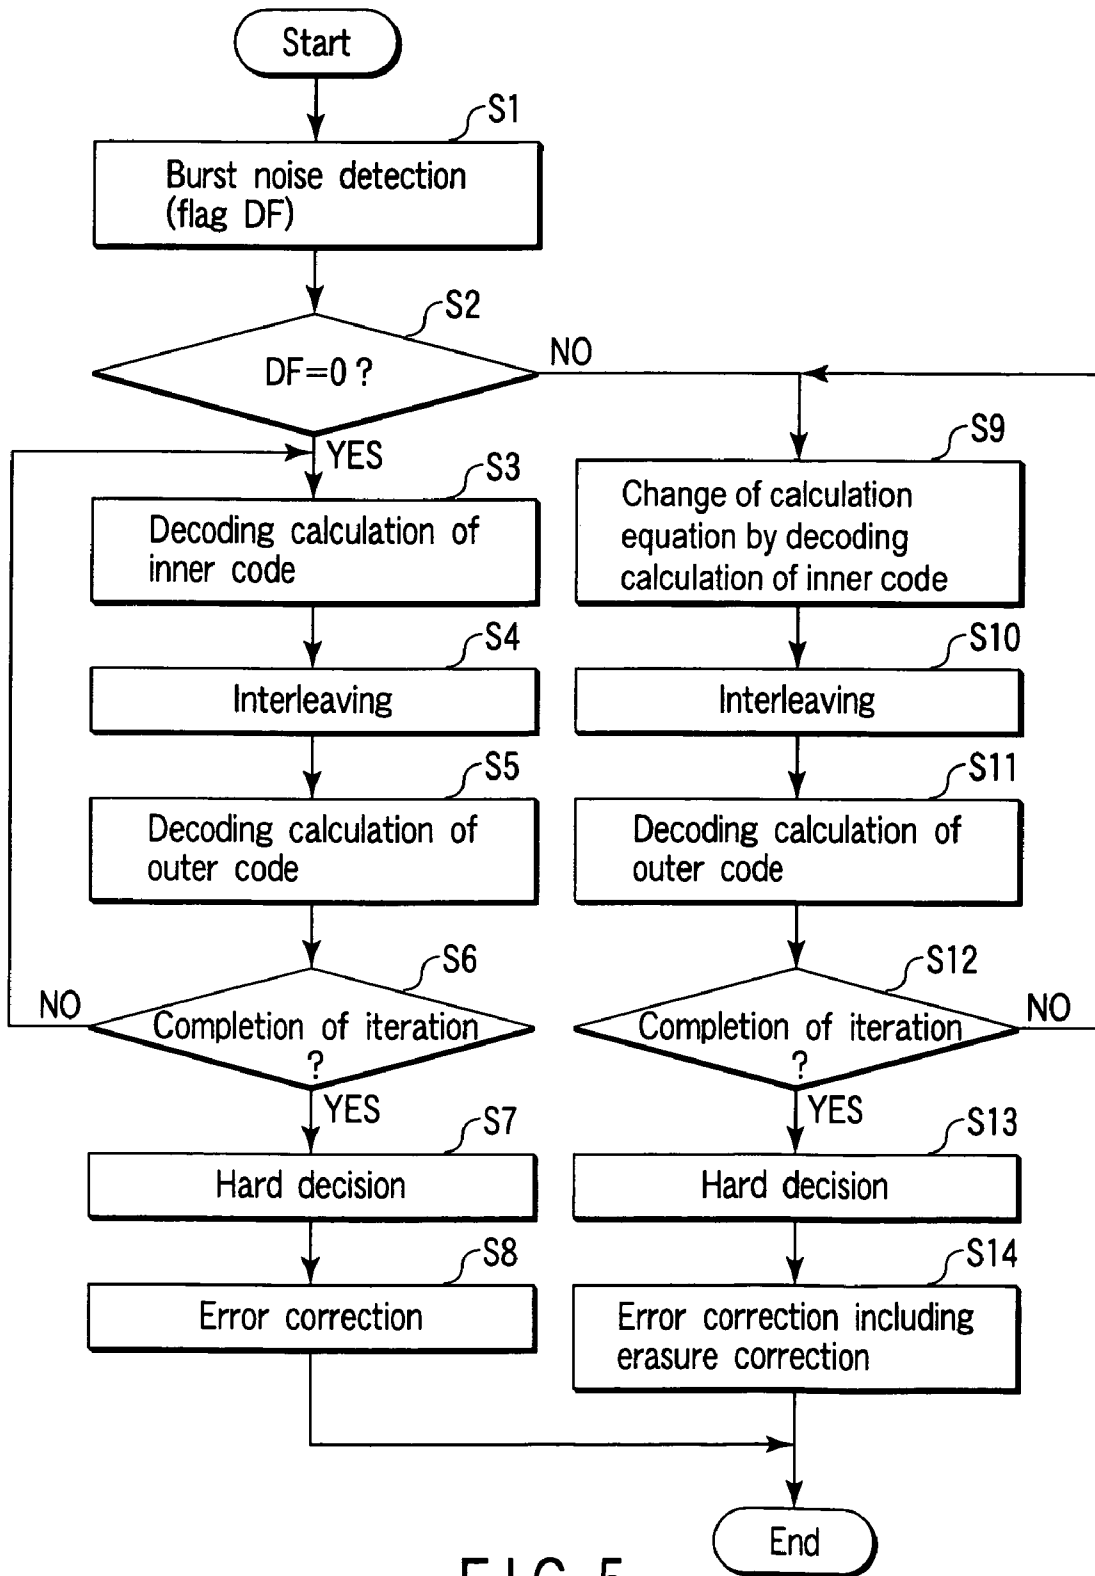 Start
S1
Burst noise detection
(flag DF)
S2
DF=0 ?
NO
YES
S3
Decoding calculation of
inner code
S4
Interleaving
S5
Decoding calculation of
outer code
S6
NO
Completion of iteration
?
YES
S7
Hard decision
S8
Error correction
S9
Change of calculation
equation by decoding
calculation of inner code
S10
Interleaving
S11
Decoding calculation of
outer code
S12
Completion of iteration
?
NO
YES
S13
Hard decision
S14
Error correction including
erasure correction
End
FIG. 5